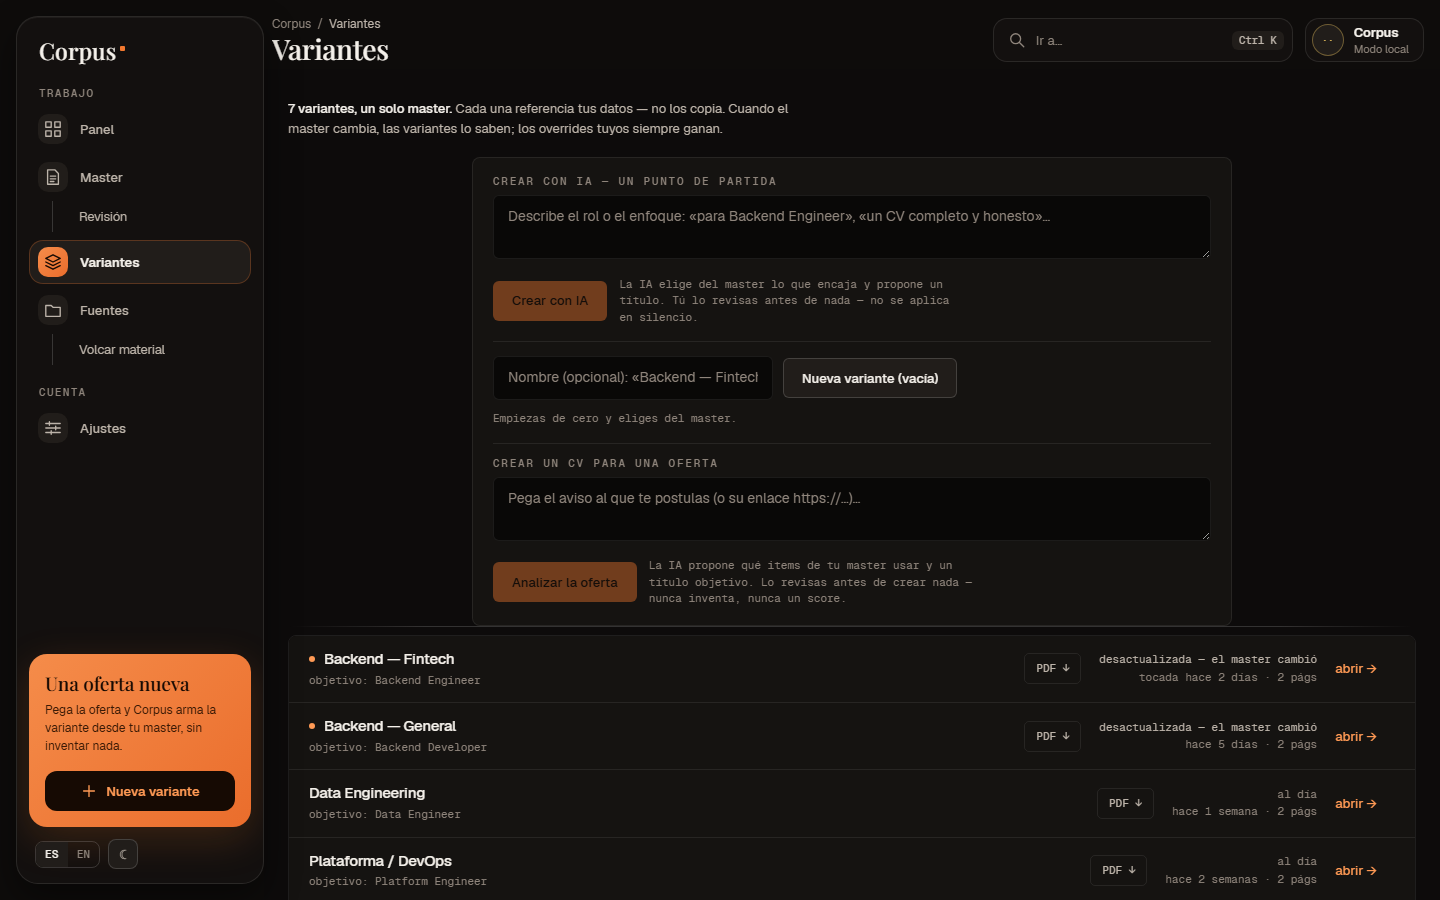 Corpus
TRABAJO
Panel
Master
Revisión
Variantes
Fuentes
Volcar material
CUENTA
Ajustes
Una oferta nueva
Pega la oferta y Corpus arma la
variante desde tu master, sin
inventar nada.
Nueva variante
ES EN
Corpus / Variantes
Variantes
Ir a...
Ctrl K
Corpus
Modo local
7 variantes, un solo master. Cada una referencia tus datos — no los copia. Cuando el
master cambia, las variantes lo saben; los overrides tuyos siempre ganan.
CREAR CON IA — UN PUNTO DE PARTIDA
Describe el rol o el enfoque: «para Backend Engineer», «un CV completo y honesto»...
Crear con IA
La IA elige del master lo que encaja y propone un
título. Tú lo revisas antes de nada — no se aplica
en silencio.
Nombre (opcional): «Backend — Fintech
Nueva variante (vacía)
Empiezas de cero y eliges del master.
CREAR UN CV PARA UNA OFERTA
Pega el aviso al que te postulas (o su enlace https://...)...
Analizar la oferta
La IA propone qué ítems de tu master usar y un
título objetivo. Lo revisas antes de crear nada —
nunca inventa, nunca un score.
Backend — Fintech
objetivo: Backend Engineer
PDF ↓
desactualizada — el master cambió
tocada hace 2 días · 2 págs
abrir →
Backend — General
objetivo: Backend Developer
PDF ↓
desactualizada — el master cambió
hace 5 días · 2 págs
abrir →
Data Engineering
objetivo: Data Engineer
PDF ↓
al día
hace 1 semana · 2 págs
abrir →
Plataforma / DevOps
objetivo: Platform Engineer
PDF ↓
al día
hace 2 semanas · 2 págs
abrir →